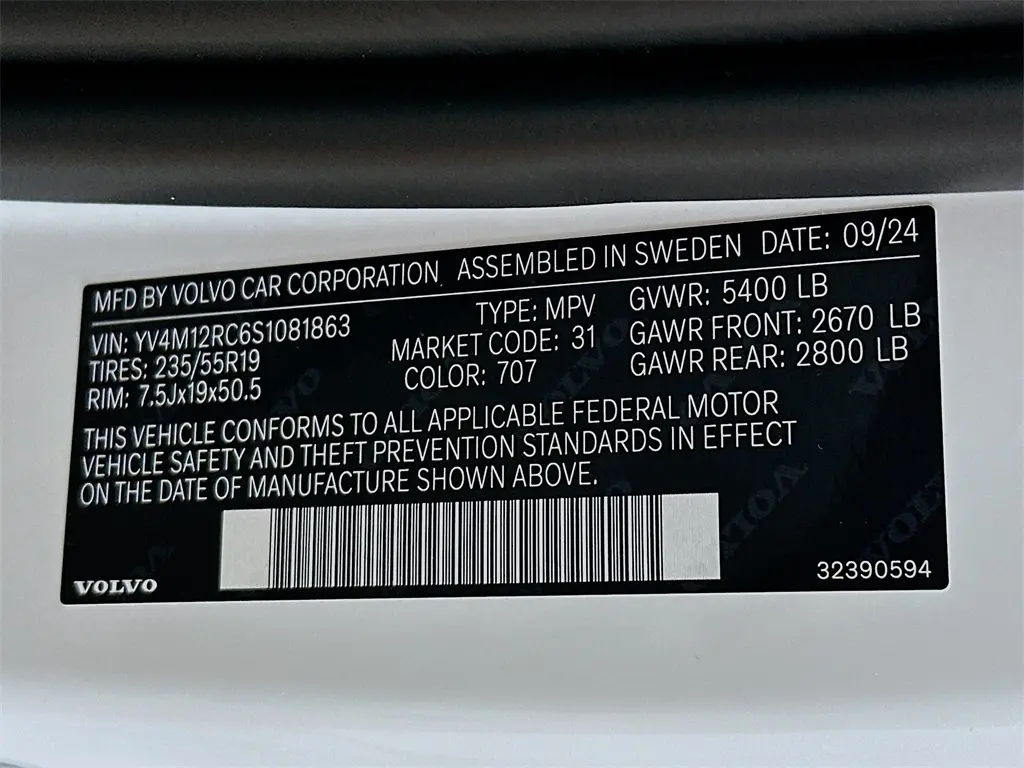 MFD BY VOLVO CAR CORPORATION ASSEMBLED IN SWEDEN DATE: 09/24
VIN: YV4M12RC6S1081863 TYPE: MPV GVWR: 5400 LB
TIRES: 235/55R19 MARKET CODE: 31 GAWR FRONT: 2670 LB
RIM: 7.5Jx19x50.5 COLOR: 707 GAWR REAR: 2800 LB
THIS VEHICLE CONFORMS TO ALL APPLICABLE FEDERAL MOTOR
VEHICLE SAFETY AND THEFT PREVENTION STANDARDS IN EFFECT
ON THE DATE OF MANUFACTURE SHOWN ABOVE.
VOLVO 32390594